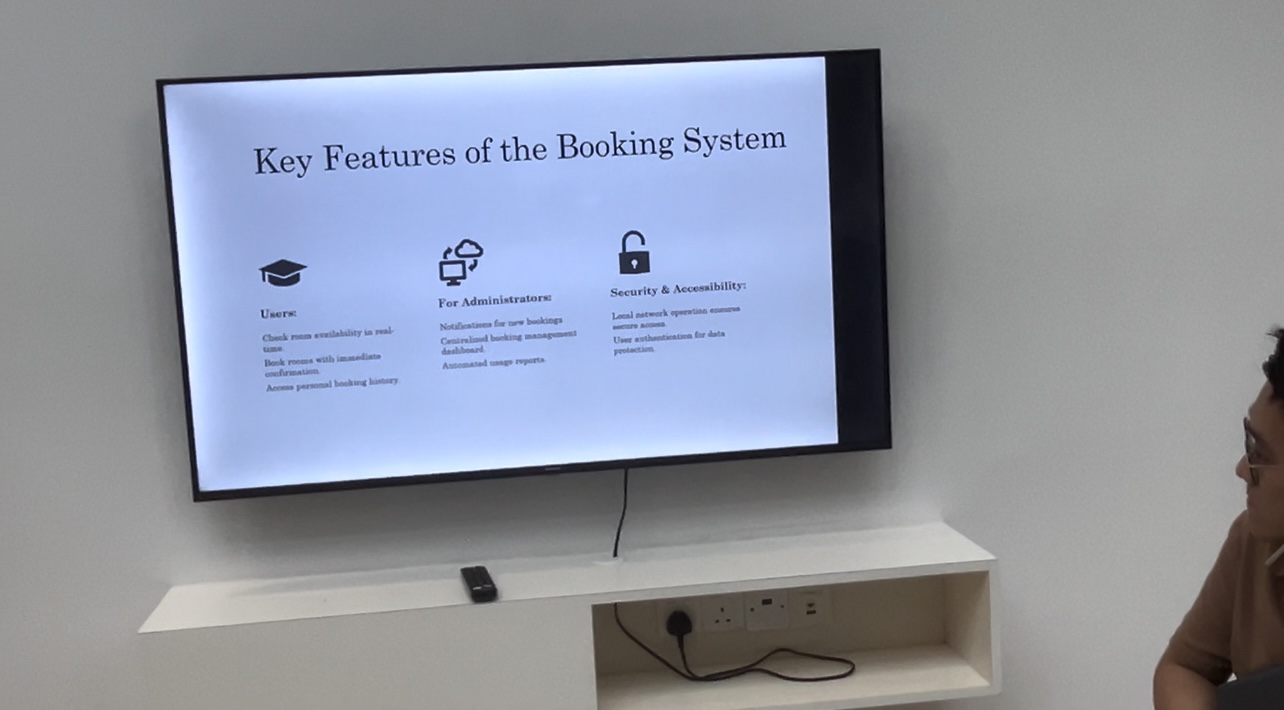 Key Features of the Booking System
Users:
Check room availability in real-
time.
Book rooms with immediate
confirmation.
Access personal booking history.
For Administrators:
Notifications for new bookings
Centralized booking management
dashboard.
Automated usage reports.
Security & Accessibility:
Local network operation ensures
secure access.
User authentication for data
protection.